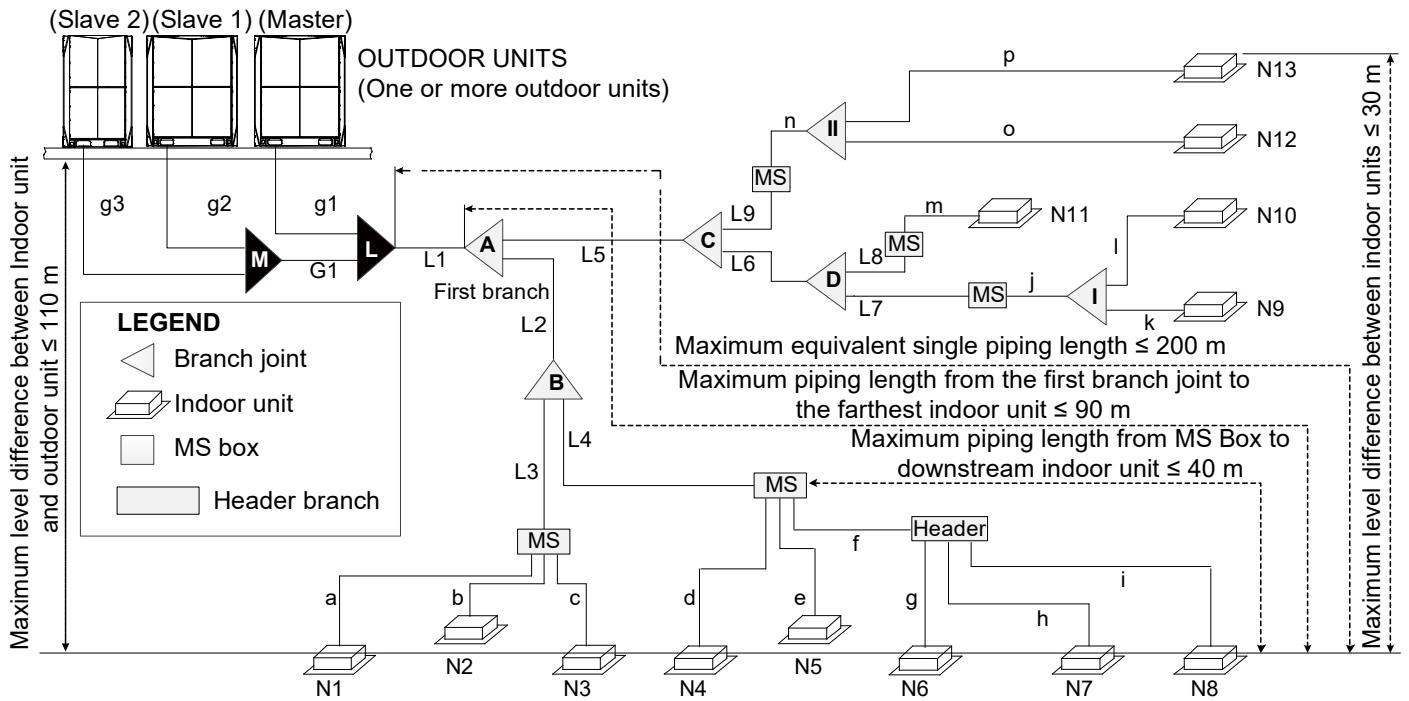 (Slave 2) (Slave 1) (Master)
OUTDOOR UNITS
(One or more outdoor units)
g3
g2
g1
M
G1
L
L1
A
First branch
L2
L5
C
L9
L6
MS
n
II
p
o
N13
N12
m
N11
MS
L8
D
L7
MS
j
I
l
k
N10
N9
LEGEND
Branch joint
Indoor unit
MS box
Header branch
Maximum level difference between Indoor unit
and outdoor unit ≤ 110 m
Maximum level difference between indoor units ≤ 30 m
Maximum equivalent single piping length ≤ 200 m
Maximum piping length from the first branch joint to
the farthest indoor unit ≤ 90 m
Maximum piping length from MS Box to
downstream indoor unit ≤ 40 m
B
L3
L4
MS
MS
Header
a
b
c
d
e
f
g
h
i
N1
N2
N3
N4
N5
N6
N7
N8